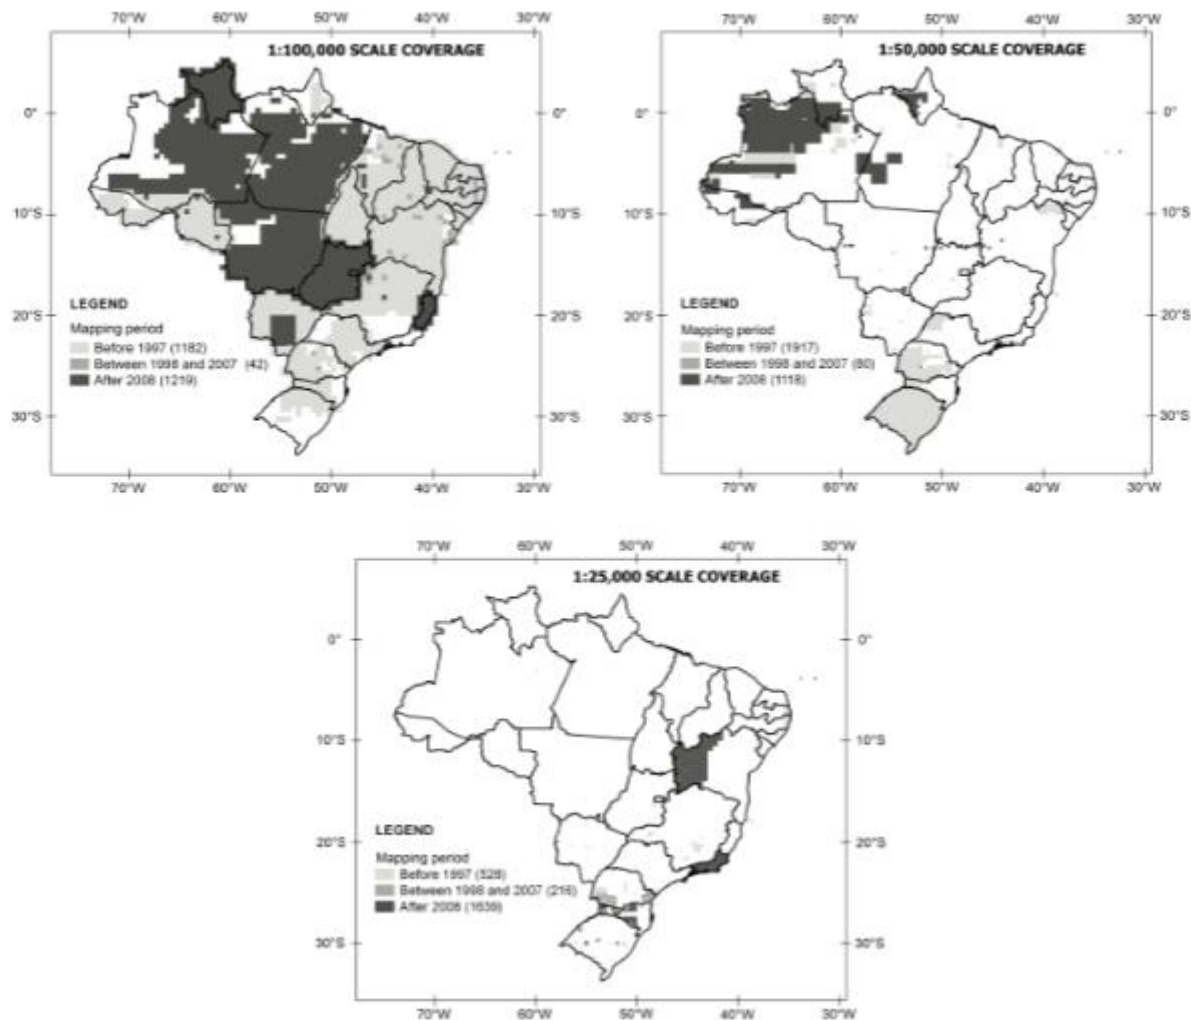 70°W 60°W 50°W 40°W 30°W
1:100,000 SCALE COVERAGE
0° 0°
10°S 10°S
20°S 20°S
30°S 30°S
LEGEND
Mapping period
Before 1997 (1182)
Between 1998 and 2007 (42)
After 2008 (1219)
70°W 60°W 50°W 40°W 30°W
70°W 60°W 50°W 40°W 30°W
1:50,000 SCALE COVERAGE
0° 0°
10°S 10°S
20°S 20°S
30°S 30°S
LEGEND
Mapping period
Before 1997 (1917)
Between 1998 and 2007 (80)
After 2008 (1118)
70°W 60°W 50°W 40°W 30°W
70°W 60°W 50°W 40°W 30°W
1:25,000 SCALE COVERAGE
0° 0°
10°S 10°S
20°S 20°S
30°S 30°S
LEGEND
Mapping period
Before 1997 (528)
Between 1998 and 2007 (216)
After 2008 (1639)
70°W 60°W 50°W 40°W 30°W